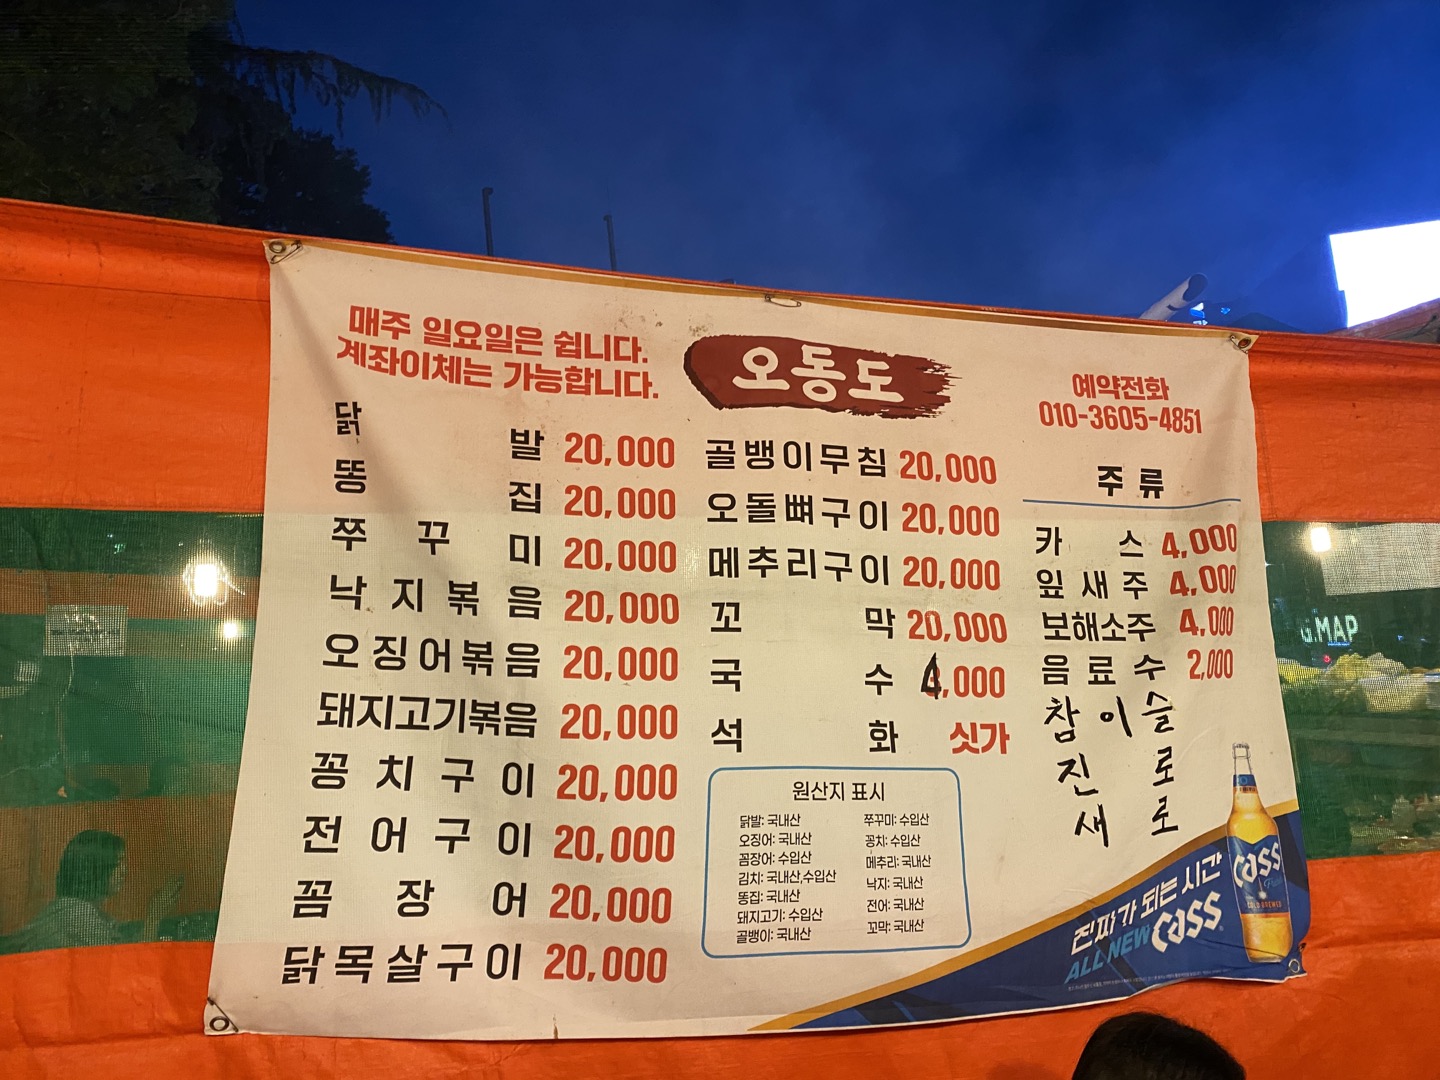 매주 일요일은 쉽니다.
계좌이체는 가능합니다.
오동도
예약전화
010-3605-4851
닭발 20,000
똥집 20,000
쭈꾸미 20,000
낙지볶음 20,000
오징어볶음 20,000
돼지고기볶음 20,000
꽁치구이 20,000
전어구이 20,000
꼼장어 20,000
닭목살구이 20,000
골뱅이무침 20,000
오돌뼈구이 20,000
메추리구이 20,000
꼬막 20,000
국수 4,000
석화 싯가
원산지 표시
닭발: 국내산
오징어: 국내산
꼼장어: 수입산
김치: 국내산,수입산
똥집: 국내산
돼지고기: 수입산
골뱅이: 국내산
쭈꾸미: 수입산
꽁치: 수입산
메추리: 국내산
낙지: 국내산
전어: 국내산
꼬막: 국내산
주류
카스 4,000
잎새주 4,000
보해소주 4,000
음료수 2,000
참이슬
진로
새로
진짜가 되는 시간
ALL NEW Cass
Cass
COLD BREWED
G.MAP